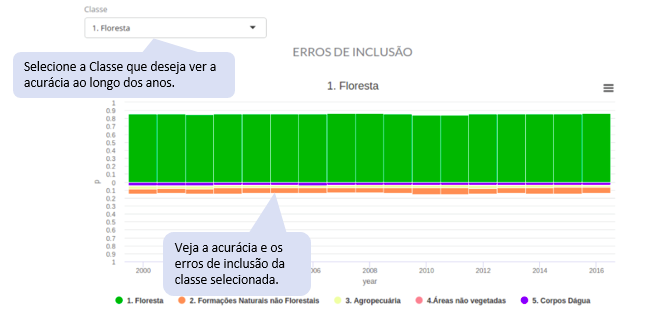 Classe
1. Floresta
ERROS DE INCLUSÃO
Selecione a Classe que deseja ver a
acurácia ao longo dos anos.
1. Floresta
1
0.9
0.8
0.7
0.6
0.5
0.4
0.3
0.2
0.1
0
0.1
0.2
0.3
0.4
0.5
0.6
0.7
0.8
0.9
1
p
Veja a acurácia e os
erros de inclusão da
classe selecionada.
2000
2006
2008
2010
2012
2014
2016
year
1. Floresta
2. Formações Naturais não Florestais
3. Agropecuária
4.Áreas não vegetadas
5. Corpos Dágua